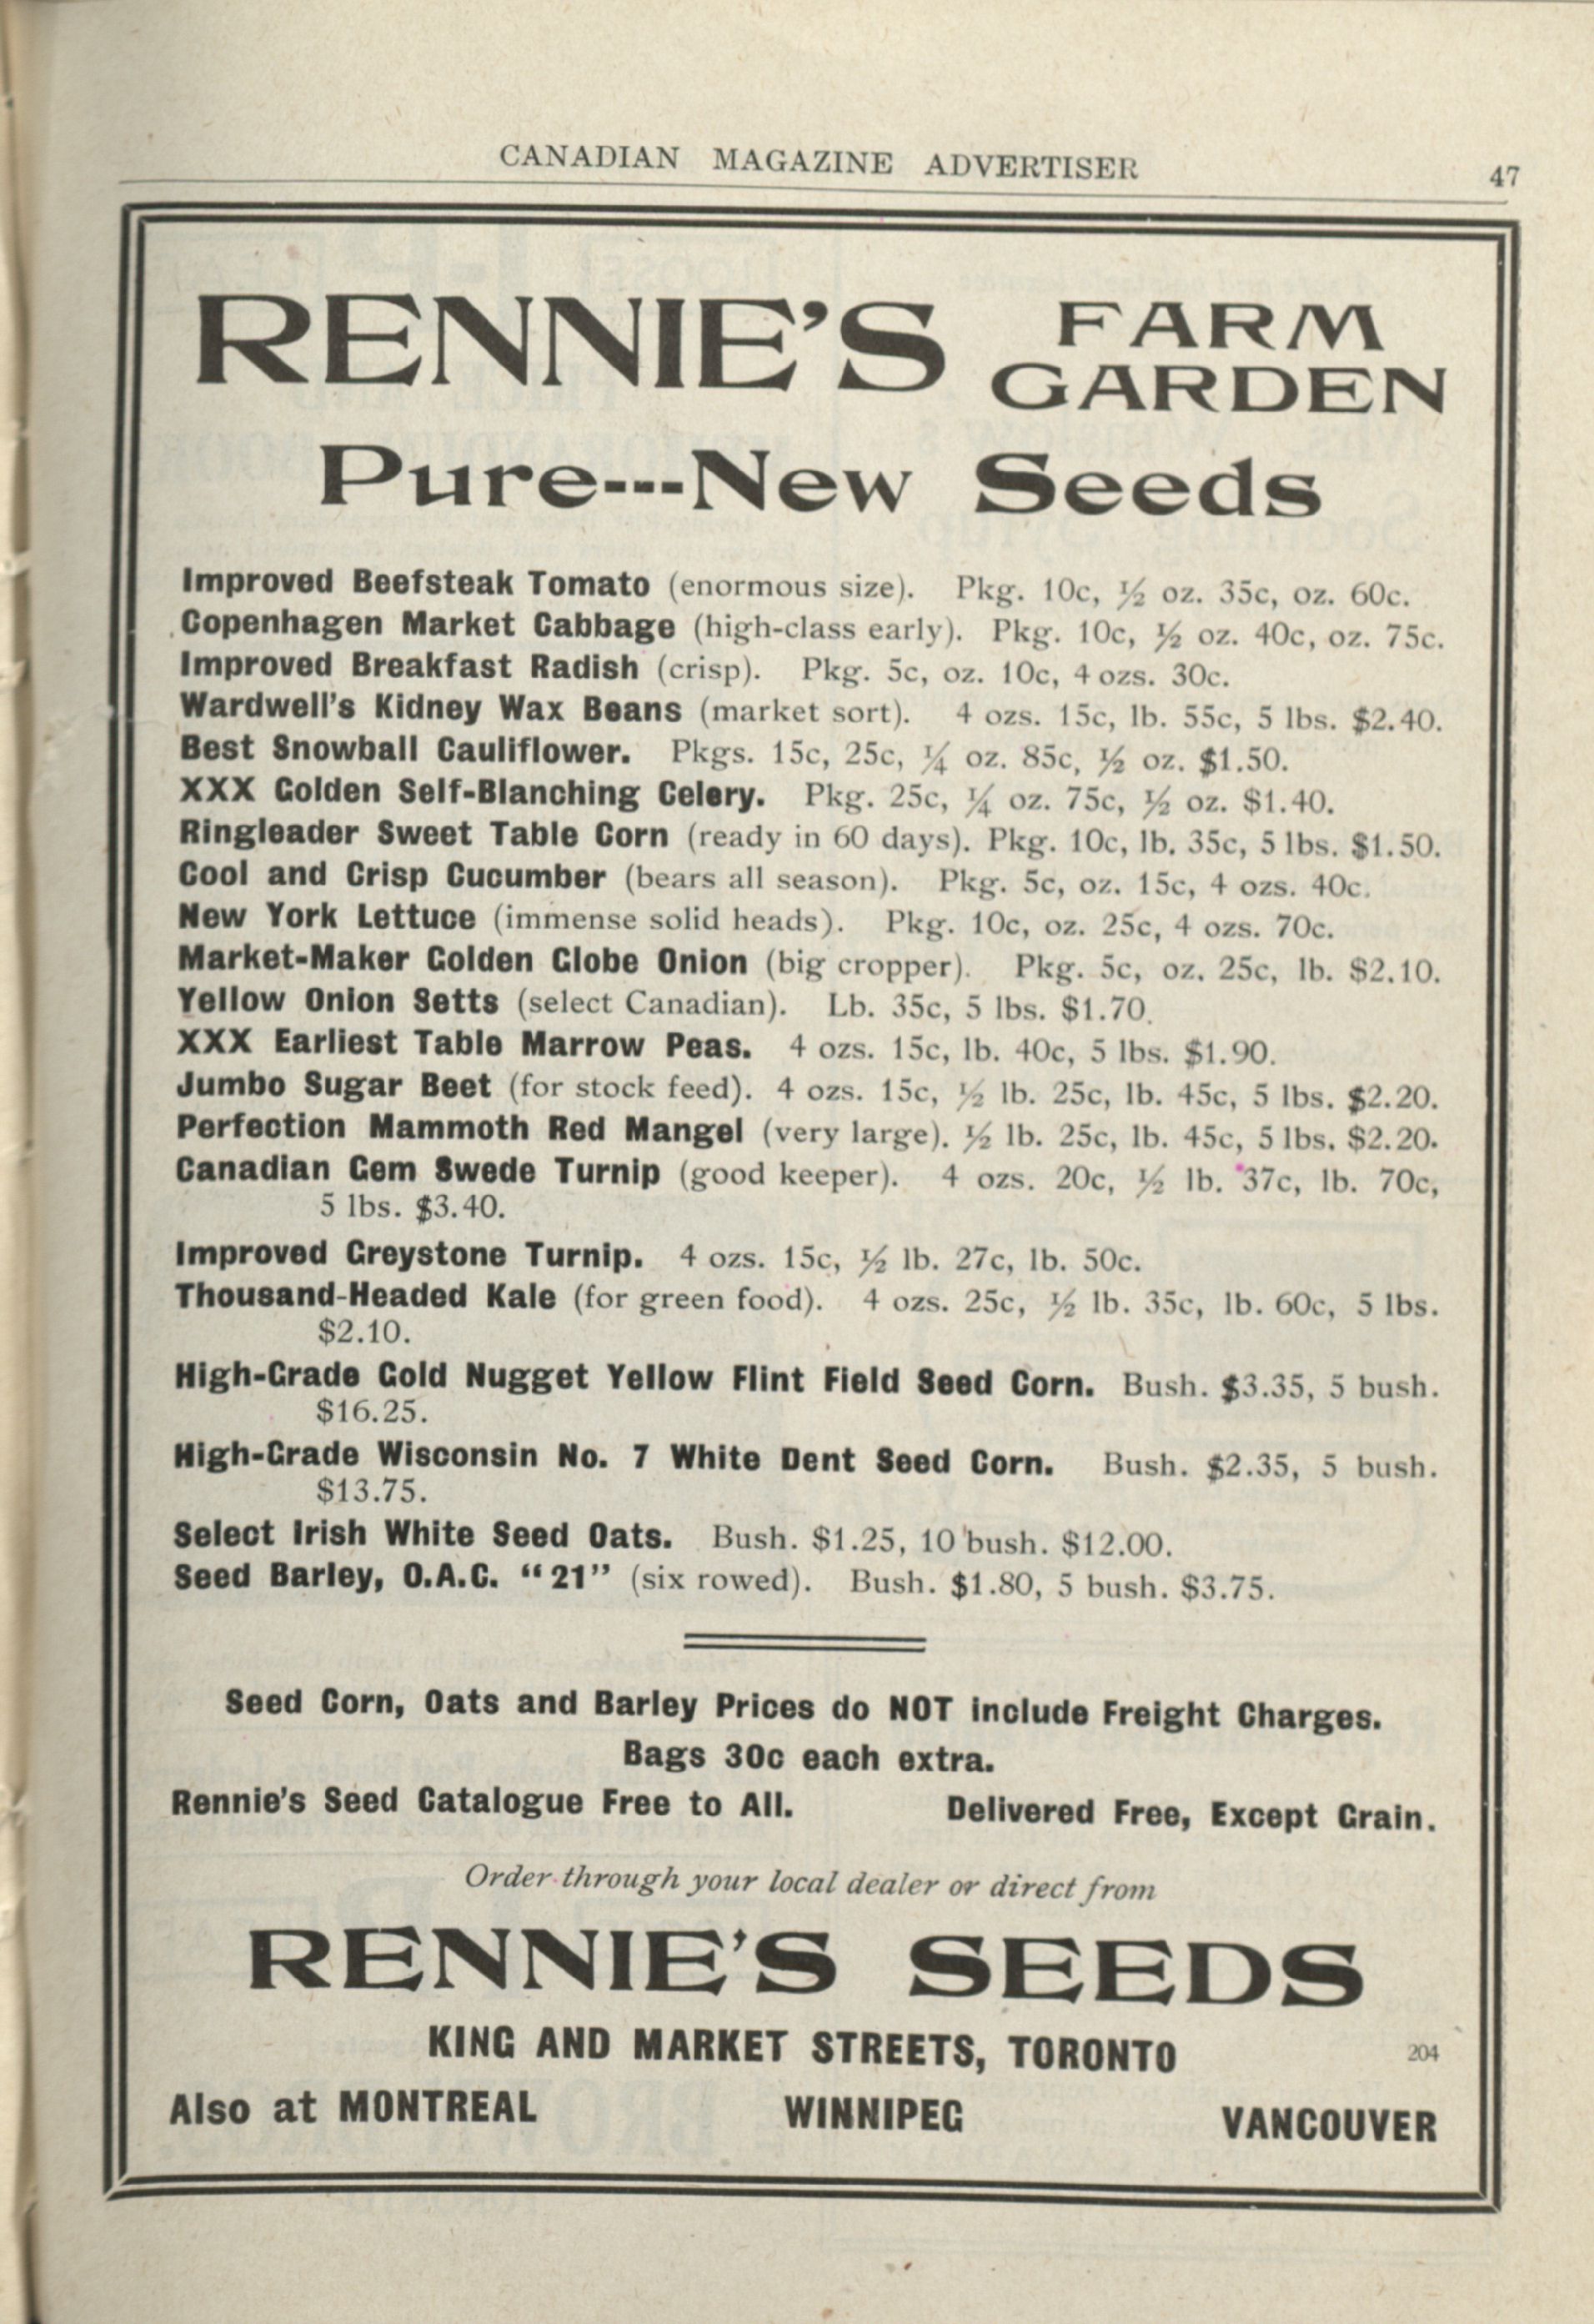 CANADIAN MAGAZINE ADVERTISER 47
RENNIE'S FARM
GARDEN
Pure---New Seeds
Improved Beefsteak Tomato (enormous size). Pkg. 10c, ½ oz. 35c, oz. 60c.
Copenhagen Market Cabbage (high-class early). Pkg. 10c, ½ oz. 40c, oz. 75c.
Improved Breakfast Radish (crisp). Pkg. 5c, oz. 10c, 4 ozs. 30c.
Wardwell's Kidney Wax Beans (market sort). 4 ozs. 15c, lb. 55c, 5 lbs. $2.40.
Best Snowball Cauliflower. Pkgs. 15c, 25c, ¼ oz. 85c, ½ oz. $1.50.
XXX Golden Self-Blanching Celery. Pkg. 25c, ¼ oz. 75c, ½ oz. $1.40.
Ringleader Sweet Table Corn (ready in 60 days). Pkg. 10c, lb. 35c, 5 lbs. $1.50.
Cool and Crisp Cucumber (bears all season). Pkg. 5c, oz. 15c, 4 ozs. 40c.
New York Lettuce (immense solid heads). Pkg. 10c, oz. 25c, 4 ozs. 70c.
Market-Maker Golden Globe Onion (big cropper). Pkg. 5c, oz. 25c, lb. $2.10.
Yellow Onion Setts (select Canadian). Lb. 35c, 5 lbs. $1.70.
XXX Earliest Table Marrow Peas. 4 ozs. 15c, lb. 40c, 5 lbs. $1.90.
Jumbo Sugar Beet (for stock feed). 4 ozs. 15c, ½ lb. 25c, lb. 45c, 5 lbs. $2.20.
Perfection Mammoth Red Mangel (very large). ½ lb. 25c, lb. 45c, 5 lbs. $2.20.
Canadian Gem Swede Turnip (good keeper). 4 ozs. 20c, ½ lb. 37c, lb. 70c,
5 lbs. $3.40.
Improved Greystone Turnip. 4 ozs. 15c, ½ lb. 27c, lb. 50c.
Thousand-Headed Kale (for green food). 4 ozs. 25c, ½ lb. 35c, lb. 60c, 5 lbs.
$2.10.
High-Grade Gold Nugget Yellow Flint Field Seed Corn. Bush. $3.35, 5 bush.
$16.25.
High-Grade Wisconsin No. 7 White Dent Seed Corn. Bush. $2.35, 5 bush.
$13.75.
Select Irish White Seed Oats. Bush. $1.25, 10 bush. $12.00.
Seed Barley, O.A.C. “21” (six rowed). Bush. $1.80, 5 bush. $3.75.
Seed Corn, Oats and Barley Prices do NOT include Freight Charges.
Bags 30c each extra.
Rennie's Seed Catalogue Free to All. Delivered Free, Except Grain.
Order through your local dealer or direct from
RENNIE'S SEEDS
KING AND MARKET STREETS, TORONTO 204
Also at MONTREAL WINNIPEG VANCOUVER